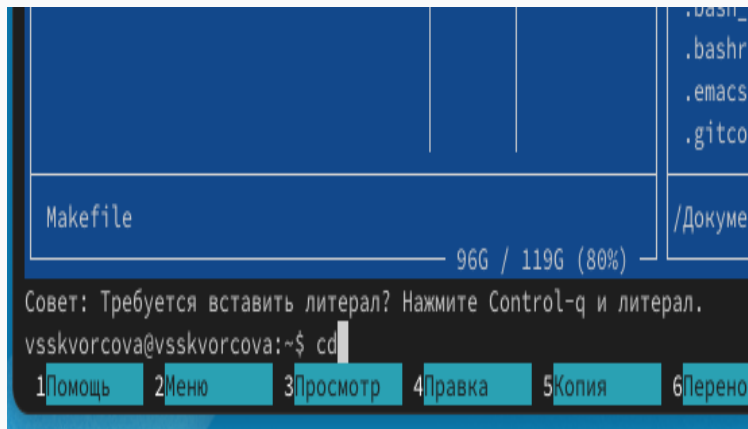 .bash_
.bashr
.emacs
.gitco
Makefile
/Докуме
96G / 119G (80%)
Совет: Требуется вставить литерал? Нажмите Control-q и литерал.
vsskvorcova@vsskvorcova:~$ cd
1Помощь 2Меню 3Просмотр 4Правка 5Копия 6Перено